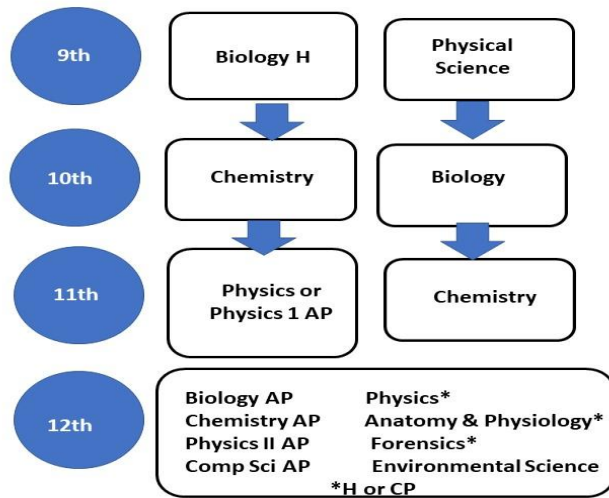 9th
Biology H
Physical
Science
10th
Chemistry
Biology
11th
Physics or
Physics 1 AP
Chemistry
12th
Biology AP Physics*
Chemistry AP Anatomy & Physiology*
Physics II AP Forensics*
Comp Sci AP Environmental Science
*H or CP